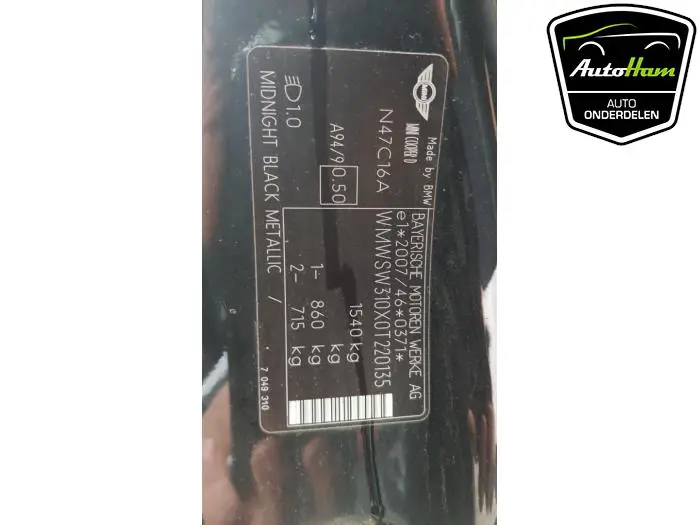 AutoHam
AUTO
ONDERDELEN
MINI
Made by BMW
MINI COOPER D
N47C16A
A94/9 0.50
1.0
MIDNIGHT BLACK METALLIC /
BAYERISCHE MOTOREN WERKE AG
e1*2007/46*0371*
WMWSW310X0T220135
1540 kg
1- 860 kg
2- 715 kg
7 049 310